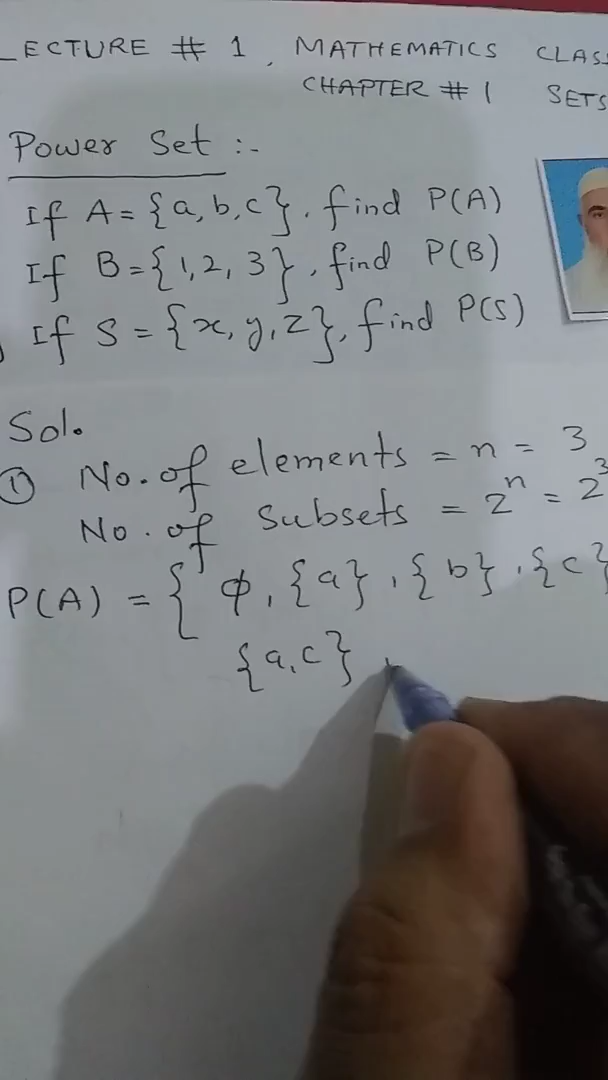 LECTURE # 1, MATHEMATICS CLAS
CHAPTER # 1 SETS
Power Set :-
If A = {a, b, c}, find P(A)
If B = {1, 2, 3}, find P(B)
If S = {x, y, z}, find P(S)
Sol.
① No. of elements = n = 3
No. of subsets = 2ⁿ = 2³
P(A) = { ϕ, {a}, {b}, {c}
{a, c}